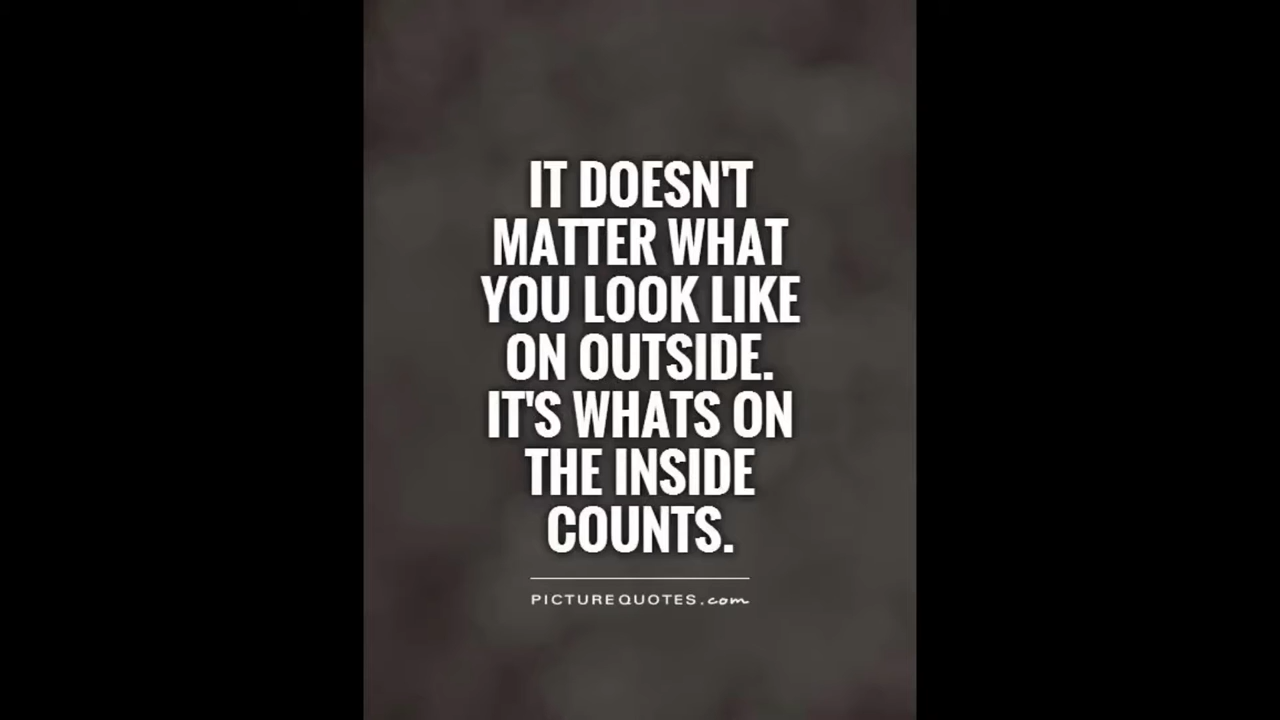 IT DOESN'T
MATTER WHAT
YOU LOOK LIKE
ON OUTSIDE.
IT'S WHATS ON
THE INSIDE
COUNTS.
PICTUREQUOTES.com